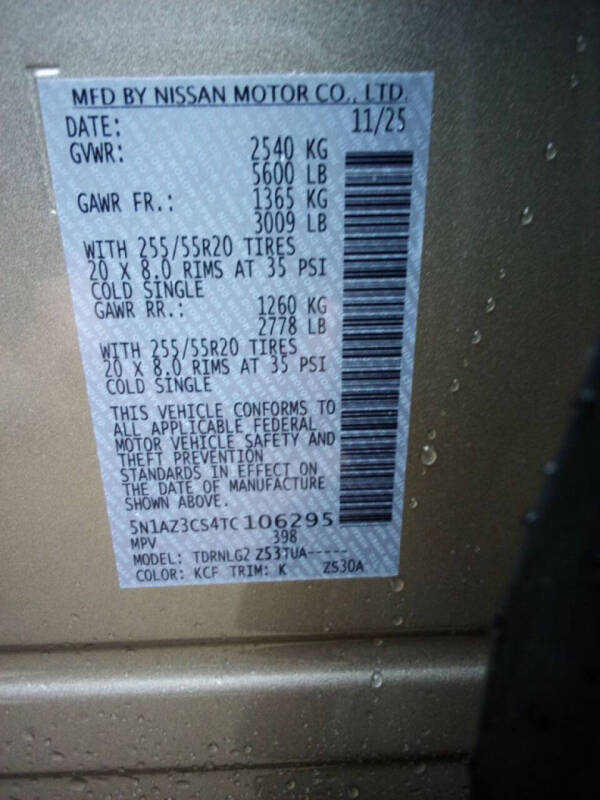 MFD BY NISSAN MOTOR CO., LTD.
DATE: 11/25
GVWR: 2540 KG
5600 LB
GAWR FR.: 1365 KG
3009 LB
WITH 255/55R20 TIRES
20 X 8.0 RIMS AT 35 PSI
COLD SINGLE
GAWR RR.: 1260 KG
2778 LB
WITH 255/55R20 TIRES
20 X 8.0 RIMS AT 35 PSI
COLD SINGLE
THIS VEHICLE CONFORMS TO
ALL APPLICABLE FEDERAL
MOTOR VEHICLE SAFETY AND
THEFT PREVENTION
STANDARDS IN EFFECT ON
THE DATE OF MANUFACTURE
SHOWN ABOVE.
5N1AZ3CS4TC106295
MPV 398
MODEL: TDRNLG2 Z53TUA-----
COLOR: KCF TRIM: K ZS30A